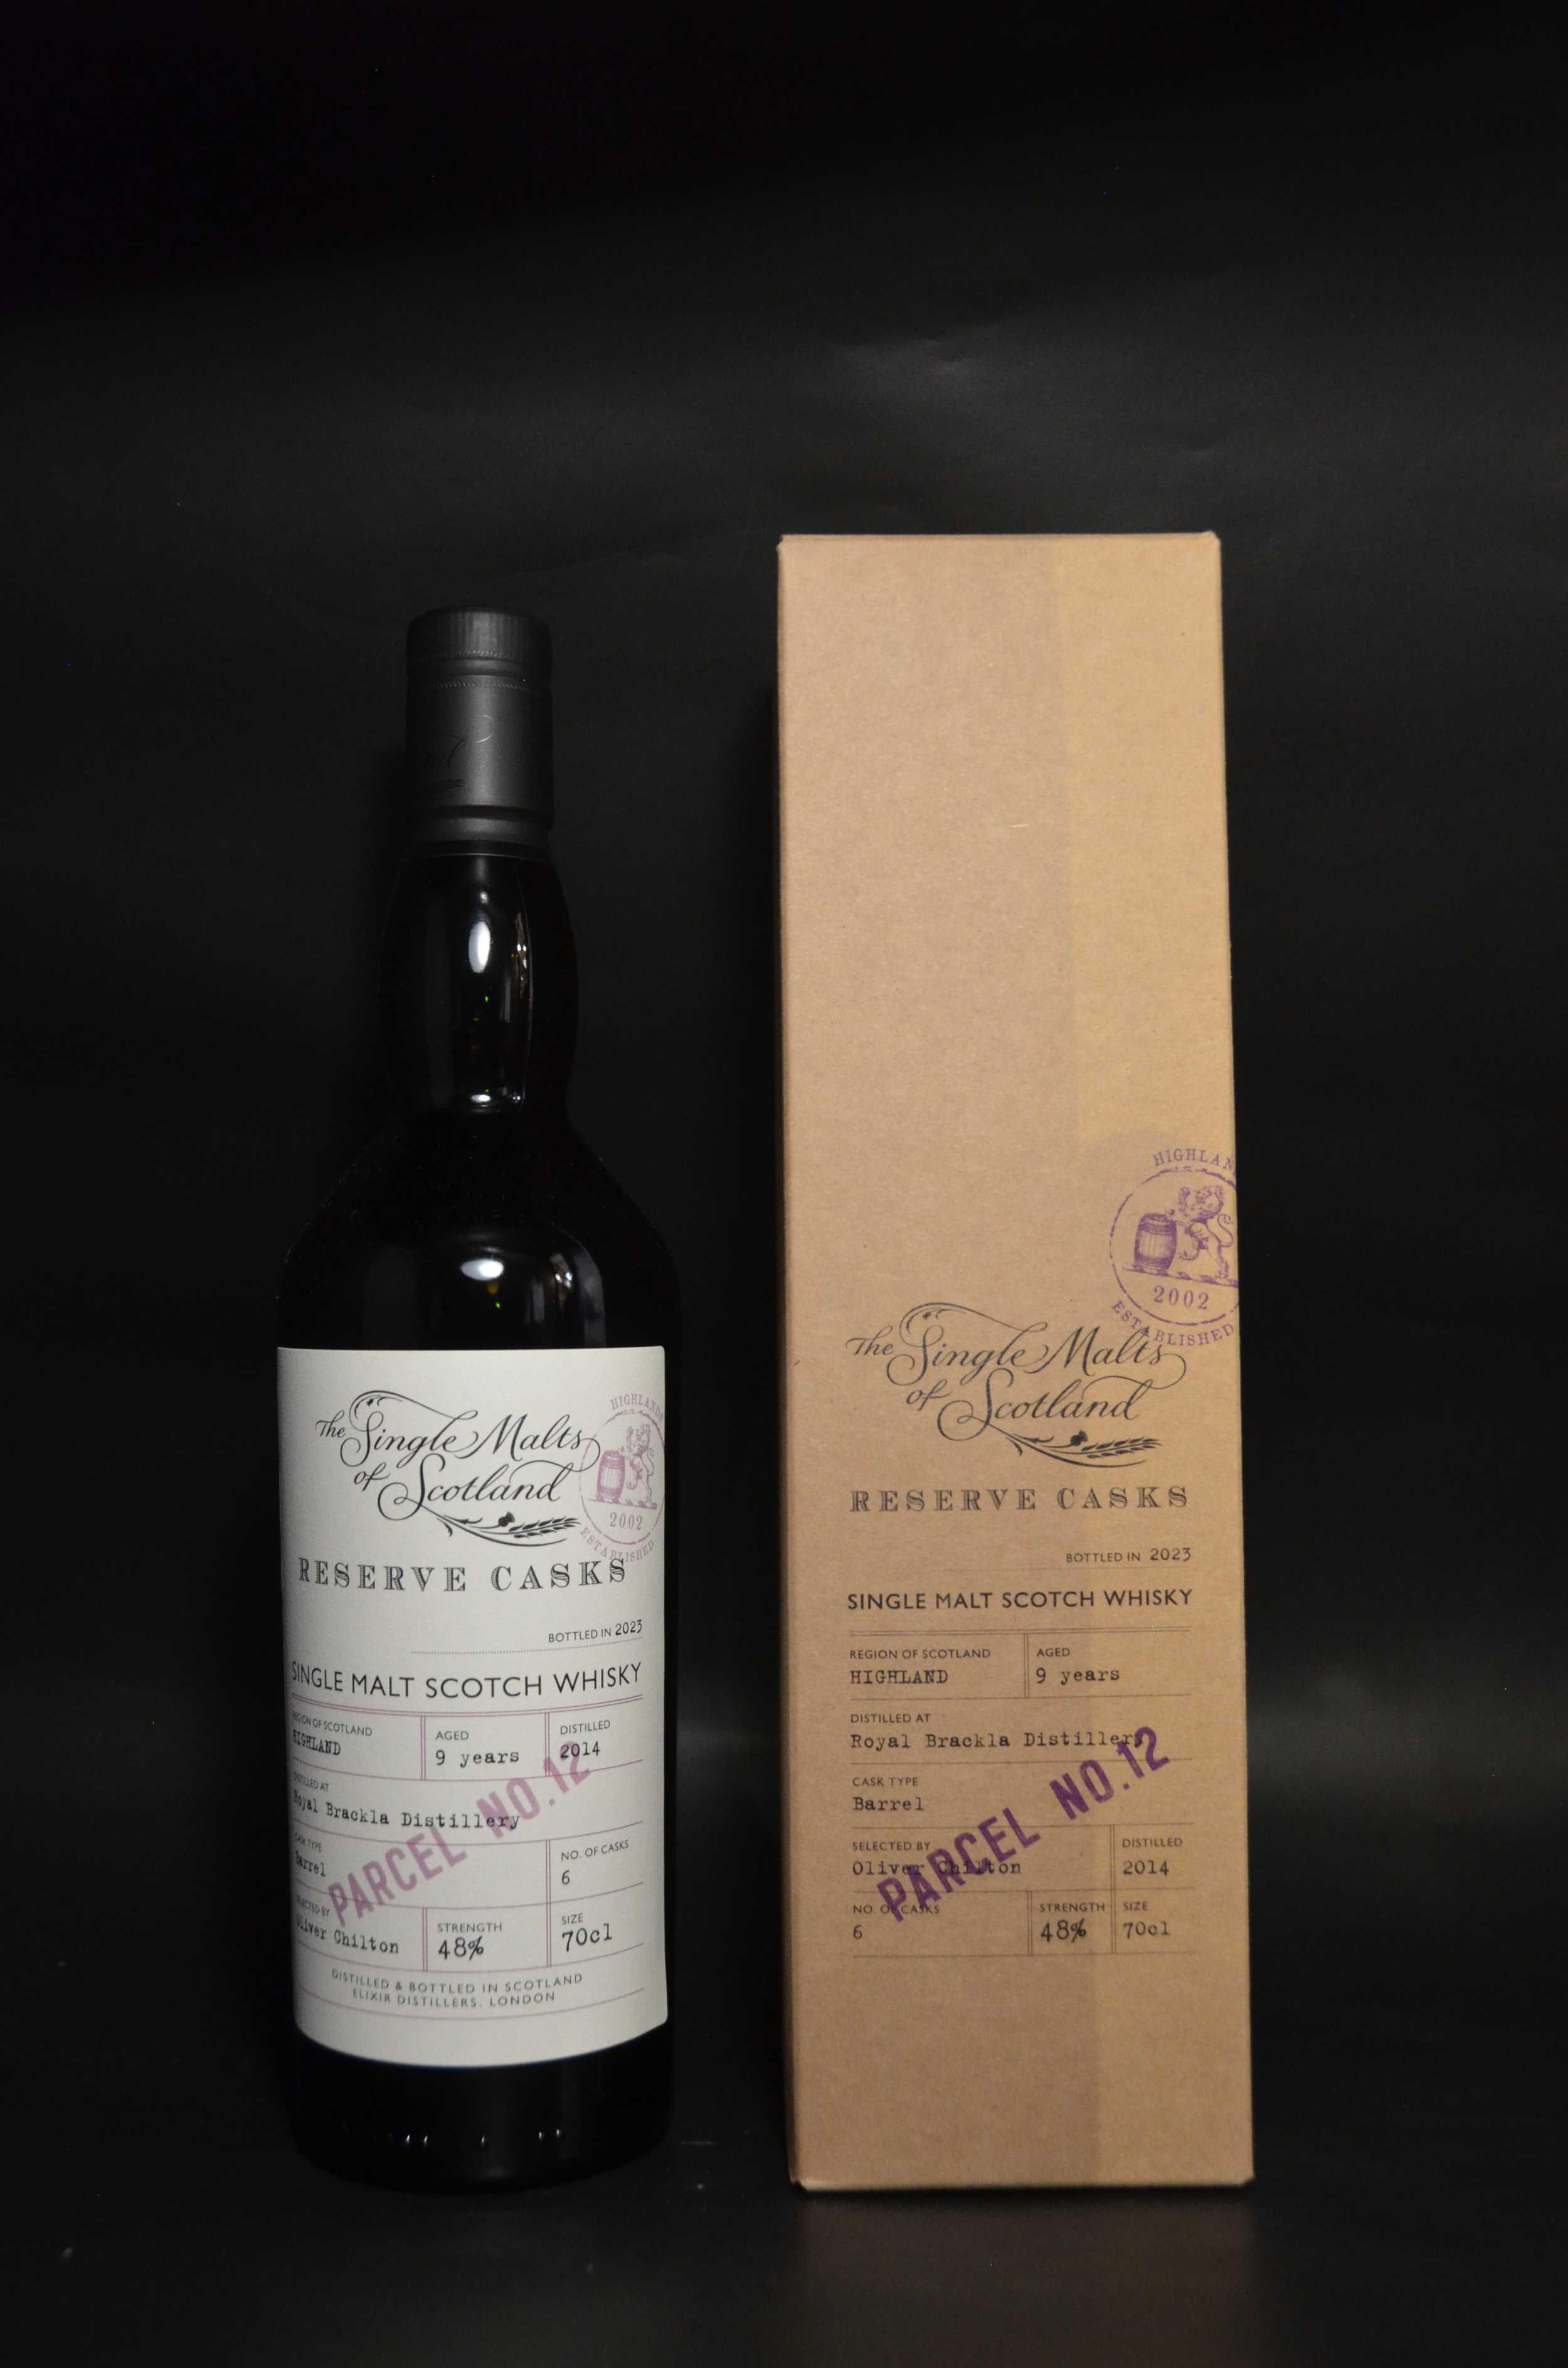 The Single Malts
of Scotland
HIGHLAND
2002
ESTABLISHED
RESERVE CASKS
BOTTLED IN 2023
SINGLE MALT SCOTCH WHISKY
REGION OF SCOTLAND
HIGHLAND
AGED
9 years
DISTILLED
2014
DISTILLED AT
Royal Brackla Distillery
CASK TYPE
Barrel
NO. OF CASKS
6
SELECTED BY
Oliver Chilton
STRENGTH
48%
SIZE
70cl
PARCEL NO.12
DISTILLED & BOTTLED IN SCOTLAND
ELIXIR DISTILLERS, LONDON
HIGHLAN
2002
ESTABLISHED
The Single Malts
of Scotland
RESERVE CASKS
BOTTLED IN 2023
SINGLE MALT SCOTCH WHISKY
REGION OF SCOTLAND
HIGHLAND
AGED
9 years
DISTILLED AT
Royal Brackla Distillery
CASK TYPE
Barrel
SELECTED BY
Oliver Chilton
DISTILLED
2014
NO. OF CASKS
6
STRENGTH
48%
SIZE
70cl
PARCEL NO.12